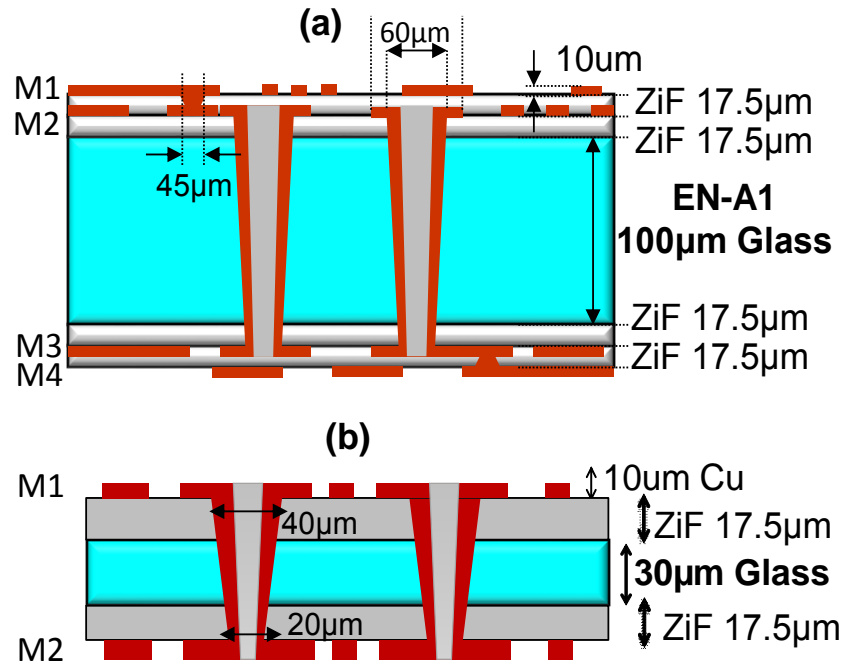 (a)
60µm
10um
M1
ZiF 17.5µm
M2
ZiF 17.5µm
45µm
EN-A1
100µm Glass
ZiF 17.5µm
M3
ZiF 17.5µm
M4
(b)
M1
10um Cu
40µm
ZiF 17.5µm
30µm Glass
20µm
ZiF 17.5µm
M2